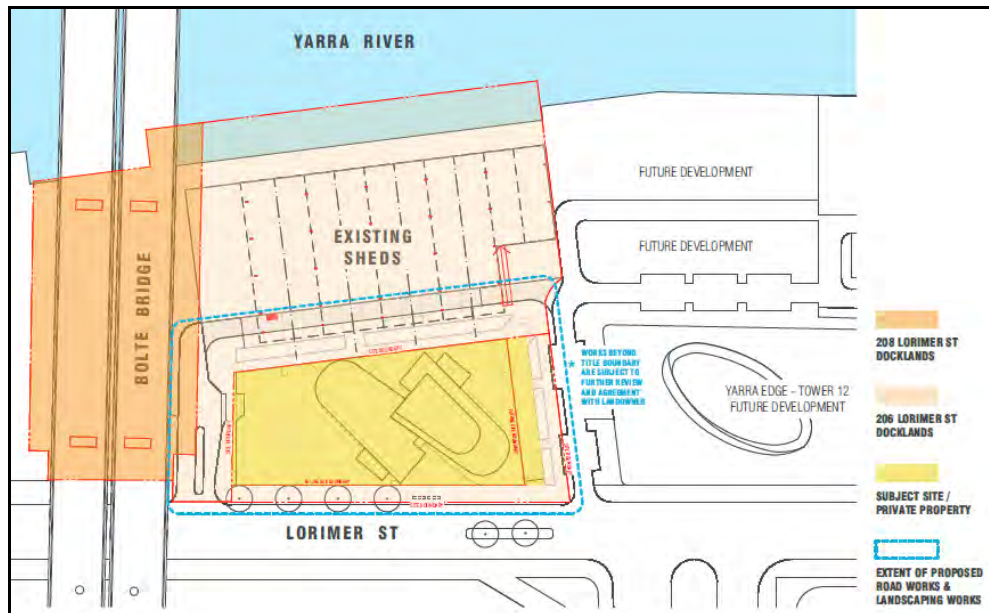 YARRA RIVER
FUTURE DEVELOPMENT
EXISTING
SHEDS
FUTURE DEVELOPMENT
BOLTE BRIDGE
208 LORIMER ST
DOCKLANDS
WORKS BEYOND
TITLE BOUNDARY
* ARE SUBJECT TO
FURTHER REVIEW
AND AGREEMENT
WITH LANDOWNER
YARRA EDGE – TOWER 12
FUTURE DEVELOPMENT
206 LORIMER ST
DOCKLANDS
SUBJECT SITE /
PRIVATE PROPERTY
LORIMER ST
EXTENT OF PROPOSED
ROAD WORKS &
LANDSCAPING WORKS